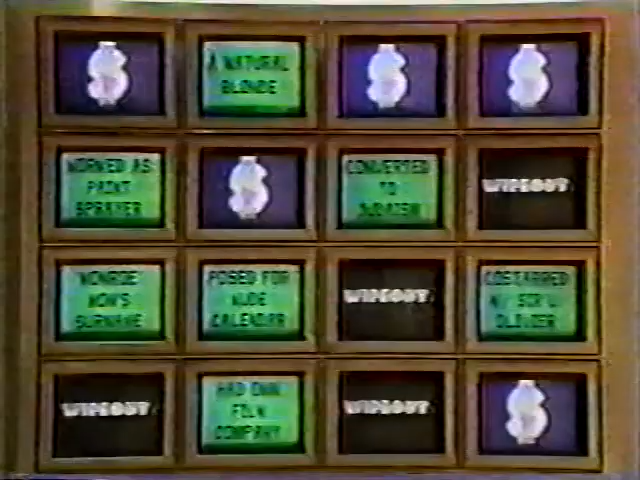 $
A NATURAL
BLONDE
$
$
WORKED AS
PAINT
SPRAYER
$
CONVERTED
TO
JUDAISM
WIPEOUT
MONROE
MOM'S
SURNAME
POSED FOR
NUDE
CALENDAR
WIPEOUT
COSTARRED
W/ SIR L.
OLIVIER
WIPEOUT
HAD OWN
FILM
COMPANY
WIPEOUT
$